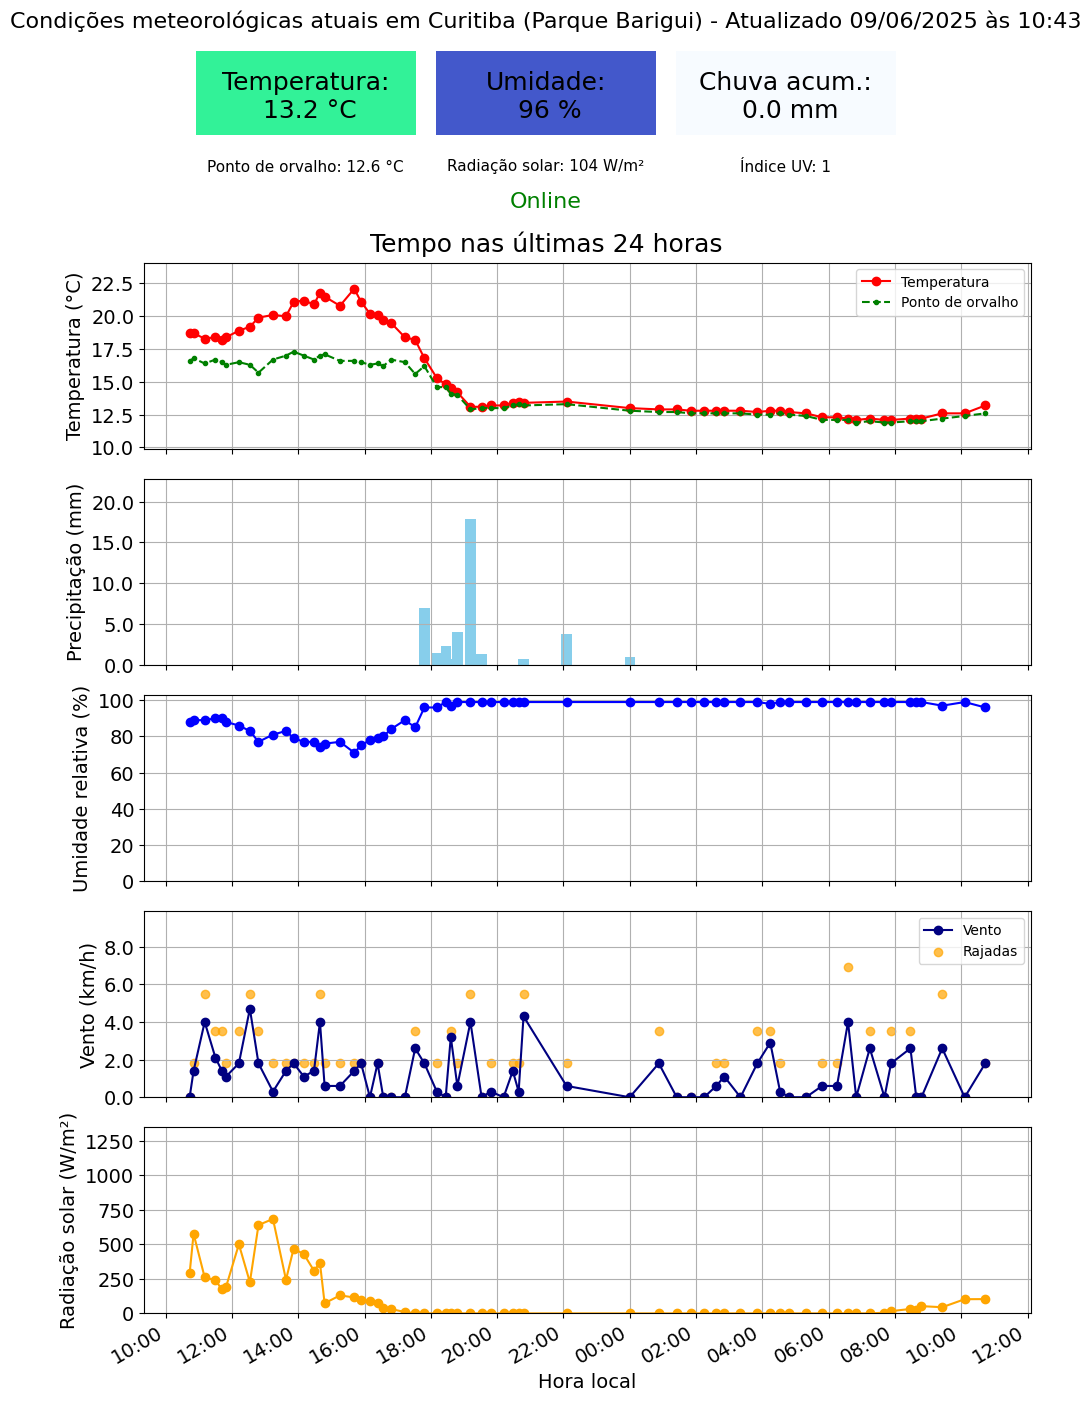 Condições meteorológicas atuais em Curitiba (Parque Barigui) - Atualizado 09/06/2025 às 10:43
Temperatura:
13.2 °C
Umidade:
96 %
Chuva acum.:
0.0 mm
Ponto de orvalho: 12.6 °C
Radiação solar: 104 W/m²
Índice UV: 1
Online
Tempo nas últimas 24 horas
Temperatura (°C)
22.5
20.0
17.5
15.0
12.5
10.0
Temperatura
Ponto de orvalho
Precipitação (mm)
20.0
15.0
10.0
5.0
0.0
Umidade relativa (%)
100
80
60
40
20
0
Vento (km/h)
8.0
6.0
4.0
2.0
0.0
Vento
Rajadas
Radiação solar (W/m²)
1250
1000
750
500
250
0
10:00 12:00 14:00 16:00 18:00 20:00 22:00 00:00 02:00 04:00 06:00 08:00 10:00 12:00
Hora local